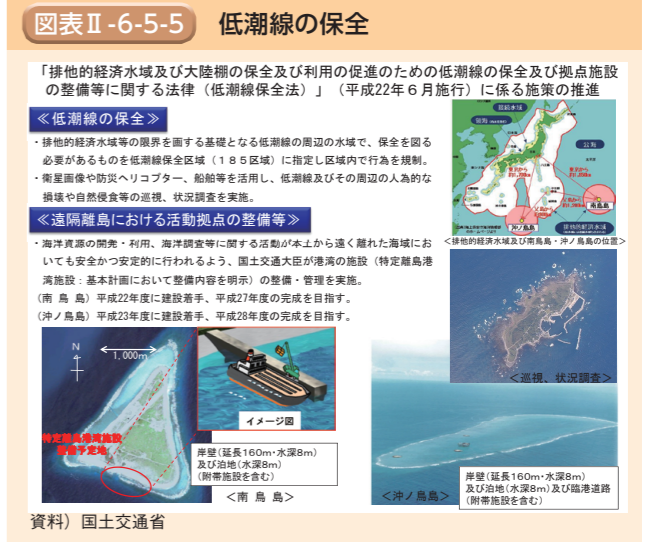 図表Ⅱ-6-5-5 低潮線の保全
「排他的経済水域及び大陸棚の保全及び利用の促進のための低潮線の保全及び拠点施設
の整備等に関する法律（低潮線保全法）」（平成22年６月施行）に係る施策の推進
≪低潮線の保全≫
・排他的経済水域等の限界を画する基礎となる低潮線の周辺の水域で、保全を図る
必要があるものを低潮線保全区域（１８５区域）に指定し区域内で行為を規制。
・衛星画像や防災ヘリコプター、船舶等を活用し、低潮線及びその周辺の人為的な
損壊や自然侵食等の巡視、状況調査を実施。
≪遠隔離島における活動拠点の整備等≫
・海洋資源の開発・利用、海洋調査等に関する活動が本土から遠く離れた海域にお
いても安全かつ安定的に行われるよう、国土交通大臣が港湾の施設（特定離島港
湾施設：基本計画において整備内容を明示）の整備・管理を実施。
（南 鳥 島）平成22年度に建設着手、平成27年度の完成を目指す。
（沖ノ鳥島）平成23年度に建設着手、平成28年度の完成を目指す。
接続水域
公海
南鳥島
沖ノ鳥島
排他的経済水域
＜排他的経済水域及び南鳥島・沖ノ鳥島の位置＞
＜巡視、状況調査＞
N
1,000m
特定離島港湾施設
整備予定地
イメージ図
岸壁（延長160m・水深8m）
及び泊地（水深8m）
（附帯施設を含む）
＜南 鳥 島＞
＜沖ノ鳥島＞
岸壁（延長160m・水深8m）
及び泊地（水深8m）及び臨港道路
（附帯施設を含む）
資料）国土交通省